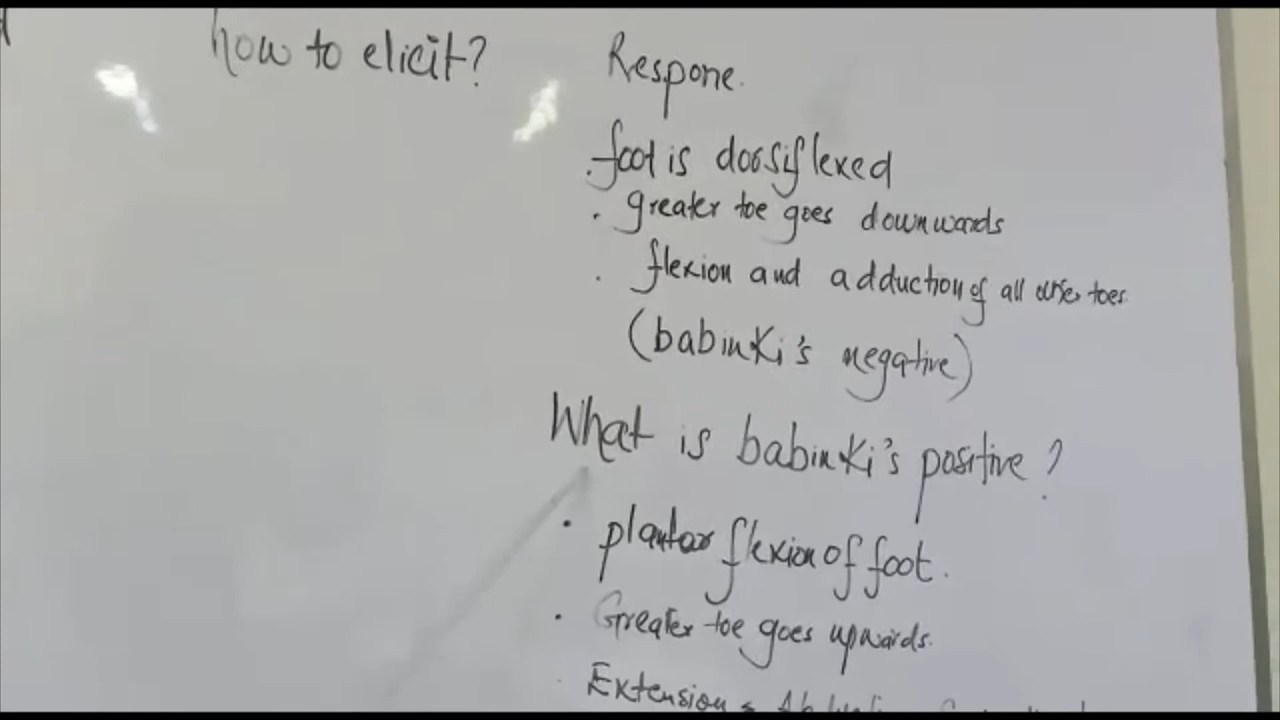 how to elicit?
Respone.
. foot is doosiflexed
. greater toe goes downwards
. flexion and adduction of all other toes
(babinki's negative)
What is babinki's positive?
. plantar flexion of foot.
. Greater toe goes upwards.
. Extension &